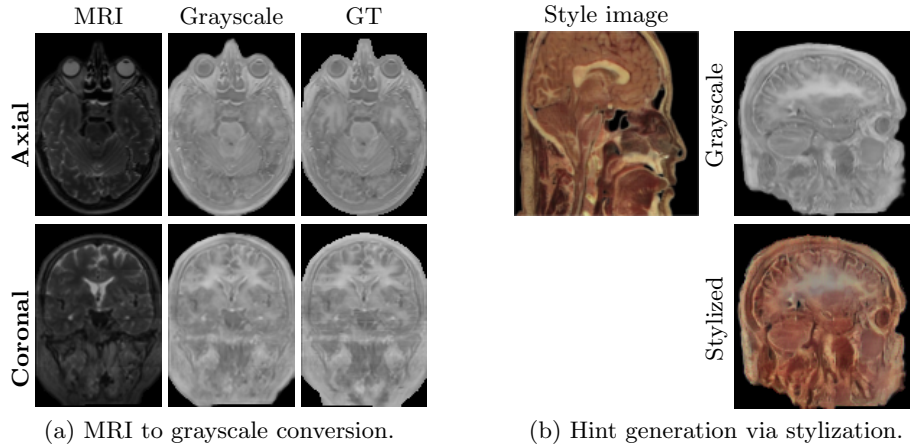 MRI Grayscale GT
Axial
Coronal
(a) MRI to grayscale conversion.
Style image
Grayscale
Stylized
(b) Hint generation via stylization.